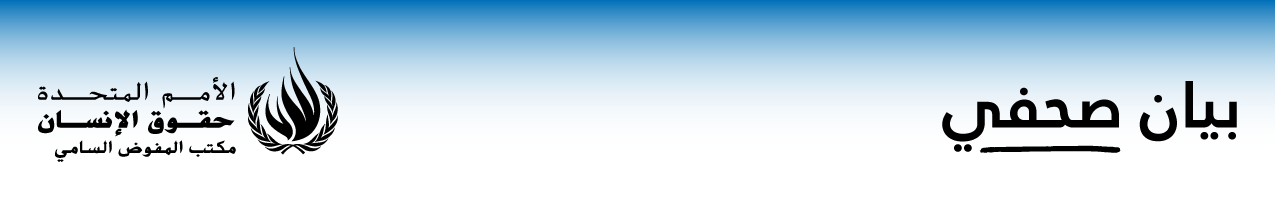 بيان صحفي
الأمم المتحدة
حقوق الإنسان
مكتب المفوض السامي